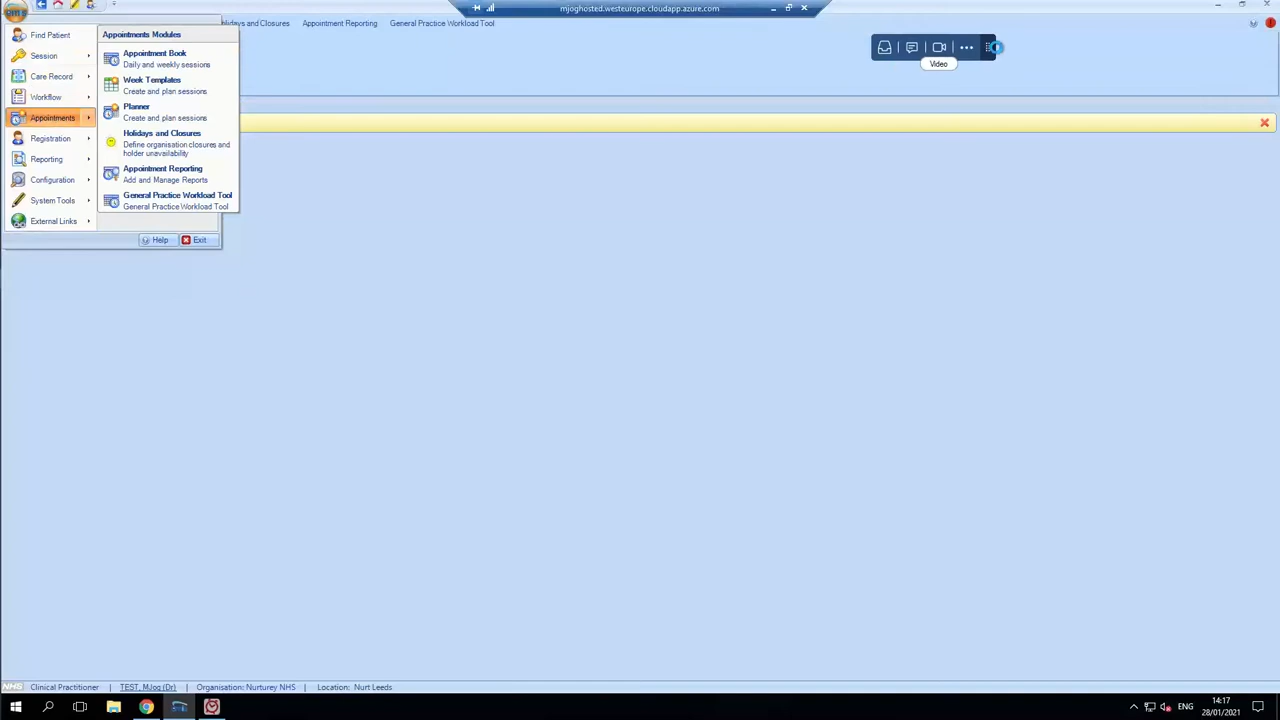 mjoghosted.westeurope.cloudapp.azure.com
Holidays and Closures Appointment Reporting General Practice Workload Tool
Find Patient
Session
Care Record
Workflow
Appointments
Registration
Reporting
Configuration
System Tools
External Links
Appointments Modules
Appointment Book
Daily and weekly sessions
Week Templates
Create and plan sessions
Planner
Create and plan sessions
Holidays and Closures
Define organisation closures and
holder unavailability
Appointment Reporting
Add and Manage Reports
General Practice Workload Tool
General Practice Workload Tool
Help Exit
Video
NHS Clinical Practitioner | TEST, MJog (Dr) | Organisation: Nurturey NHS | Location: Nurt Leeds
ENG
14:17
28/01/2021